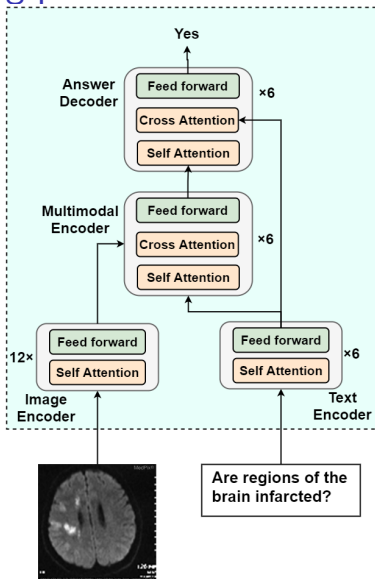 Yes
Answer
Decoder
Feed forward
Cross Attention
Self Attention
×6
Multimodal
Encoder
Feed forward
Cross Attention
Self Attention
×6
12×
Feed forward
Self Attention
Image
Encoder
Feed forward
Self Attention
×6
Text
Encoder
Are regions of the
brain infarcted?